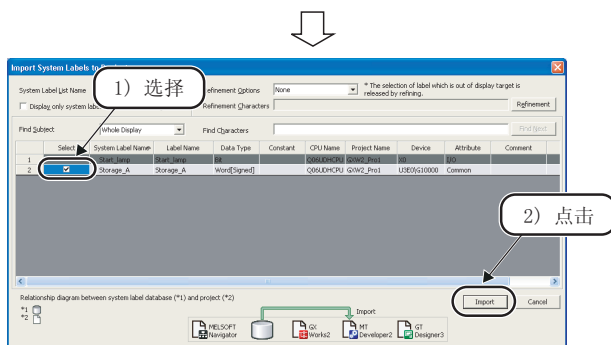 Import System Labels to
System Label List Name
1) 选择
efinement Options
None
* The selection of label which is out of display target is released by refining.
Display only system lab
Refinement Characters
Refinement
Find Subject
Whole Display
Find Characters
Find Next
Select System Label Name Label Name Data Type Constant CPU Name Project Name Device Attribute Comment
1 Start_lamp Start_lamp Bit Q06UDHCPU GXW2_Pro1 X0 I/O
2 Storage_A Storage_A Word[Signed] Q06UDHCPU GXW2_Pro1 U3E0\G10000 Common
2) 点击
Relationship diagram between system label database (*1) and project (*2)
Import
Cancel
*1
*2
Import
MELSOFT Navigator
GX Works2
MT Developer2
GT Designer3